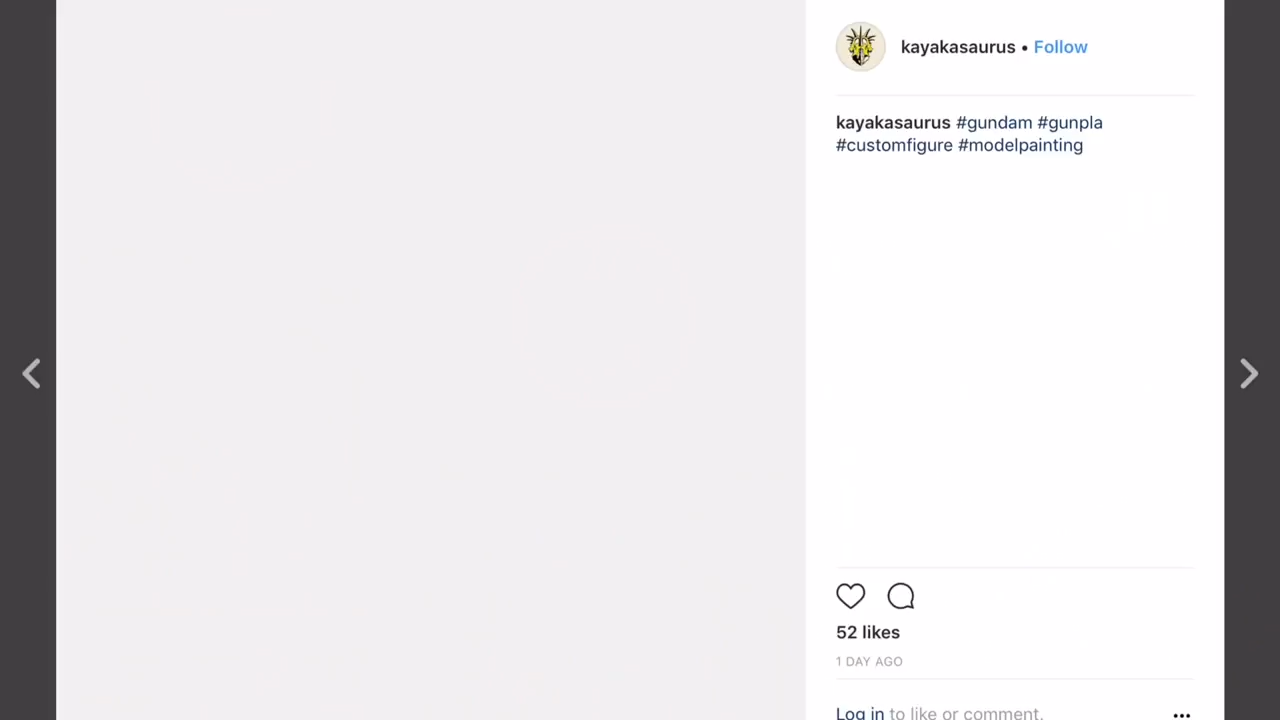 kayakasaurus • Follow
kayakasaurus #gundam #gunpla
#customfigure #modelpainting
52 likes
1 DAY AGO
Log in to like or comment.